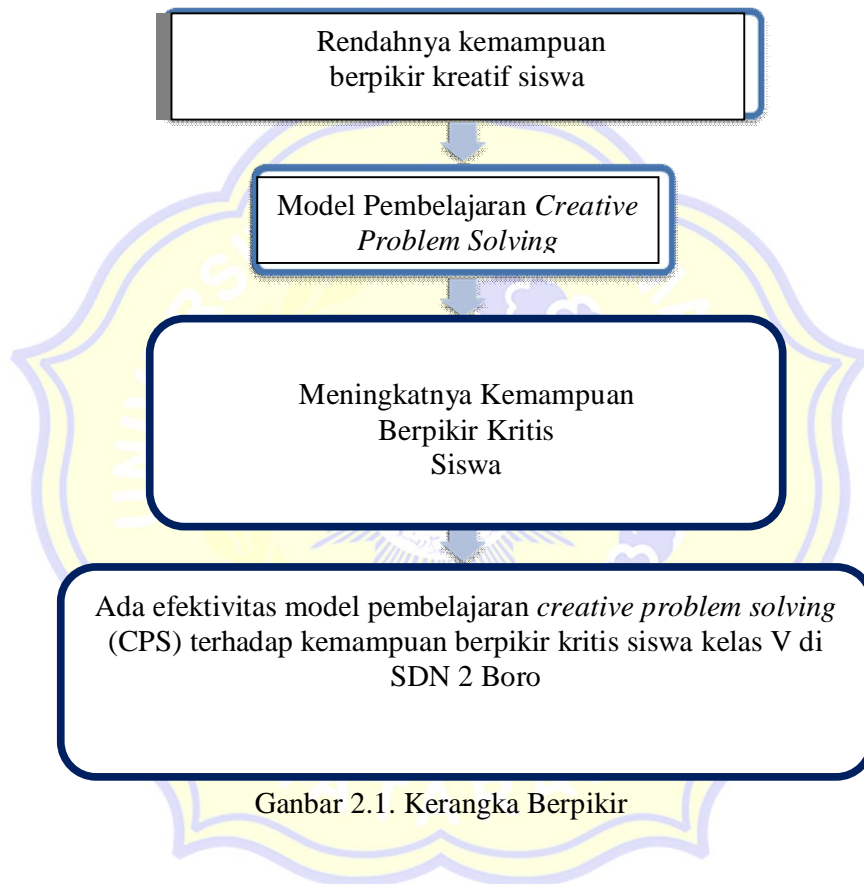 Rendahnya kemampuan
berpikir kreatif siswa
Model Pembelajaran Creative
Problem Solving
Meningkatnya Kemampuan
Berpikir Kritis
Siswa
Ada efektivitas model pembelajaran creative problem solving
(CPS) terhadap kemampuan berpikir kritis siswa kelas V di
SDN 2 Boro
Ganbar 2.1. Kerangka Berpikir